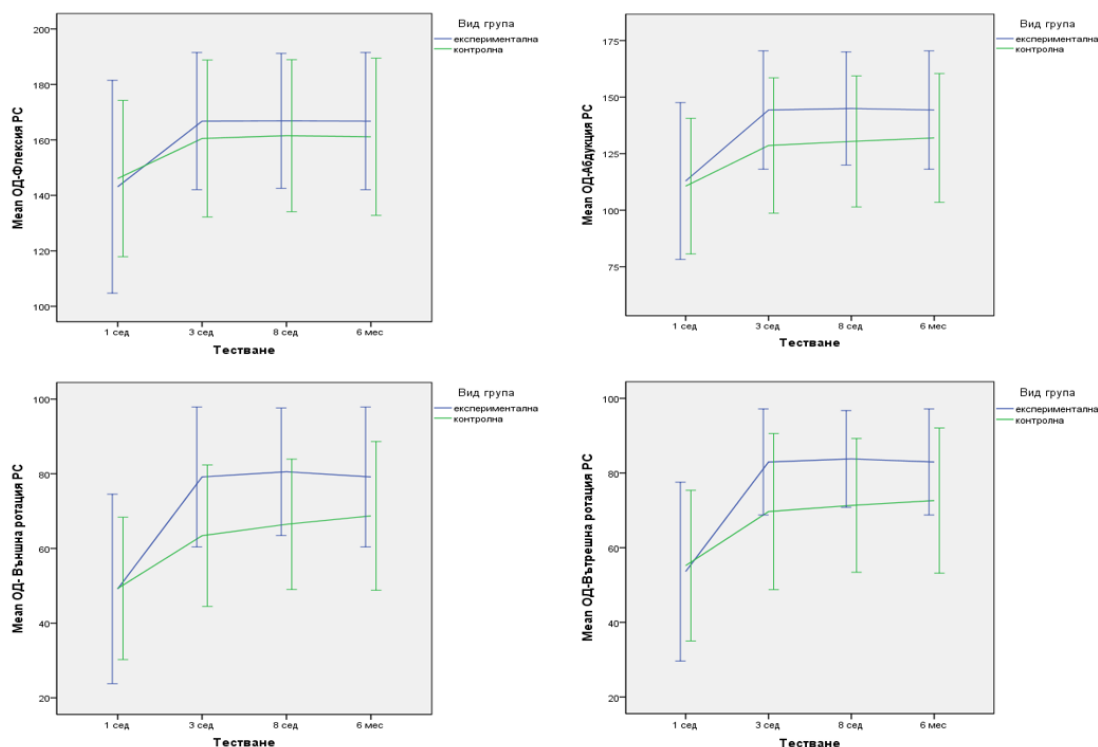 Mean ОД-Флексия РС
200
180
160
140
120
100
1 сед
3 сед
8 сед
6 мес
Тестване
Вид група
експериментална
контролна
Mean ОД-Абдукция РС
175
150
125
100
75
1 сед
3 сед
8 сед
6 мес
Тестване
Вид група
експериментална
контролна
Mean ОД- Външна ротация РС
100
80
60
40
20
1 сед
3 сед
8 сед
6 мес
Тестване
Вид група
експериментална
контролна
Mean ОД-Вътрешна ротация РС
100
80
60
40
20
1 сед
3 сед
8 сед
6 мес
Тестване
Вид група
експериментална
контролна